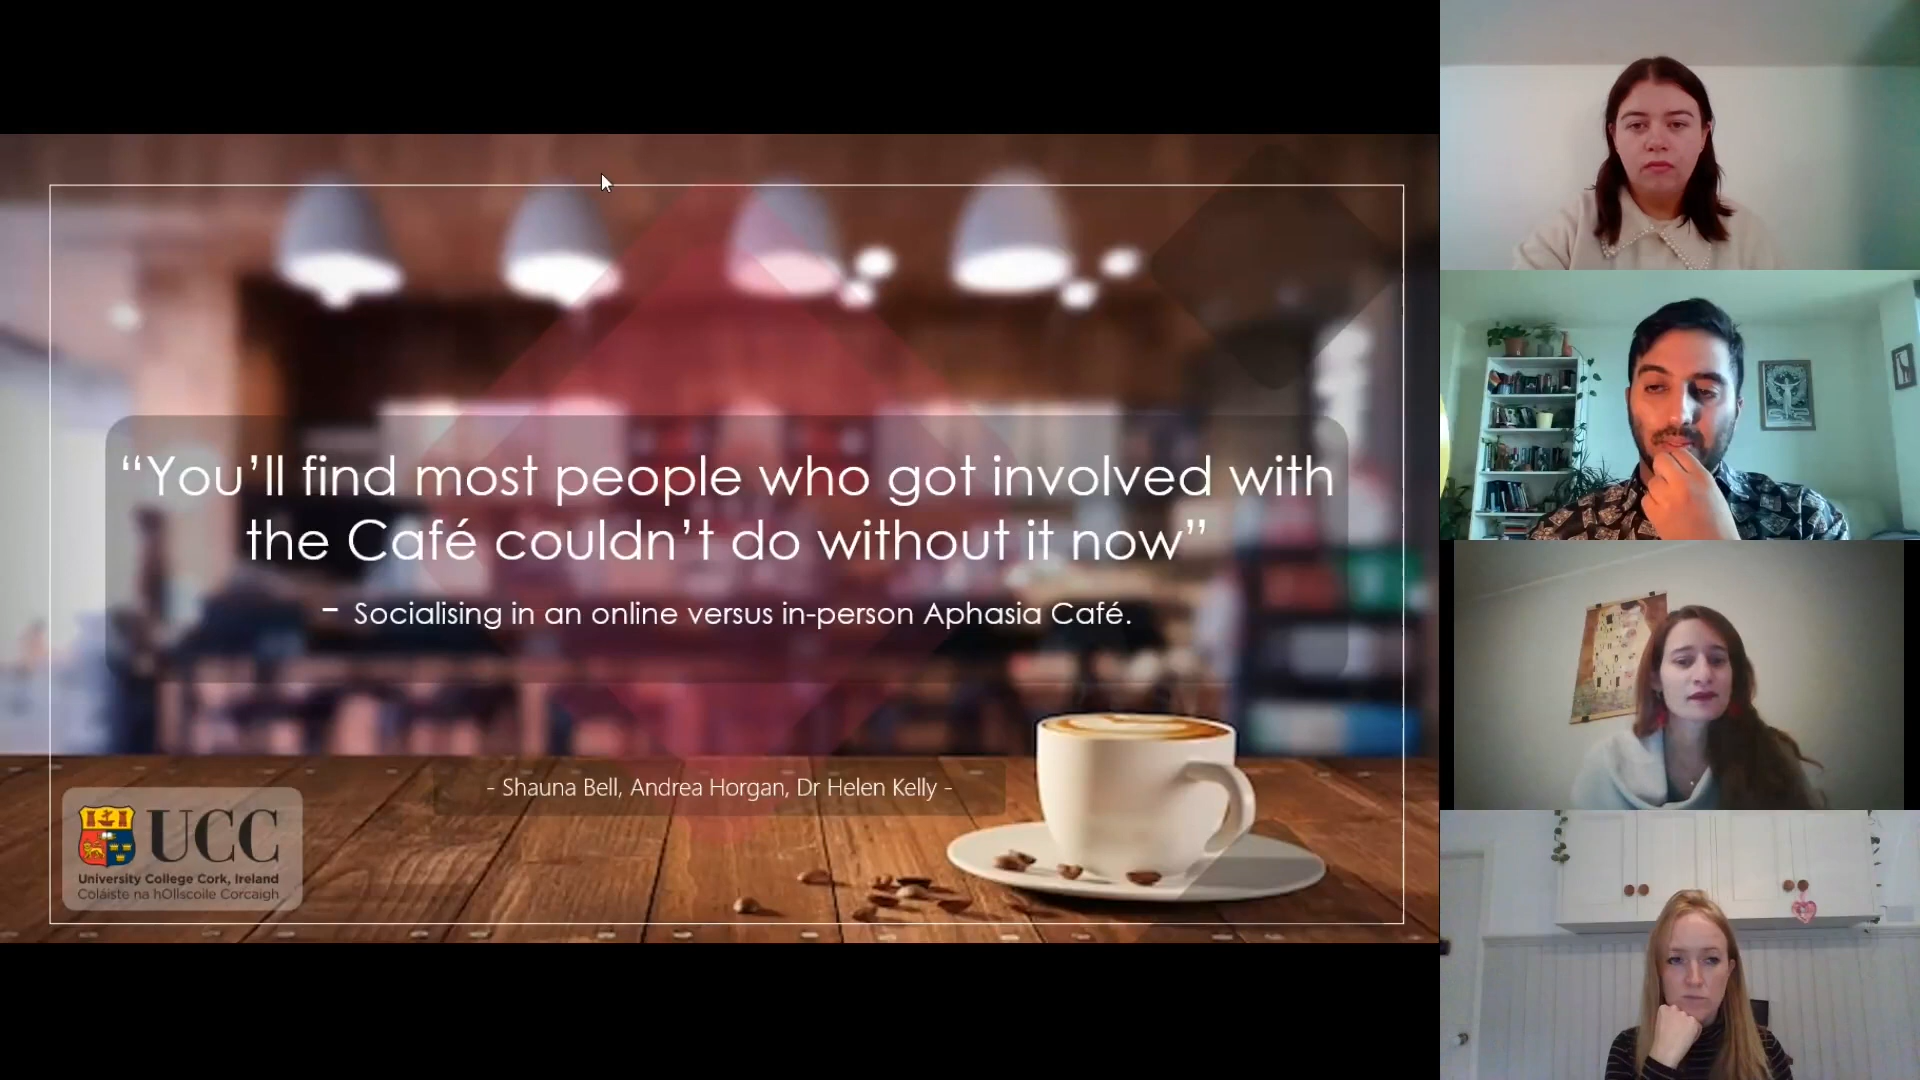 “You’ll find most people who got involved with
the Café couldn’t do without it now”
– Socialising in an online versus in-person Aphasia Café.
- Shauna Bell, Andrea Horgan, Dr Helen Kelly -
UCC
University College Cork, Ireland
Coláiste na hOllscoile Corcaigh